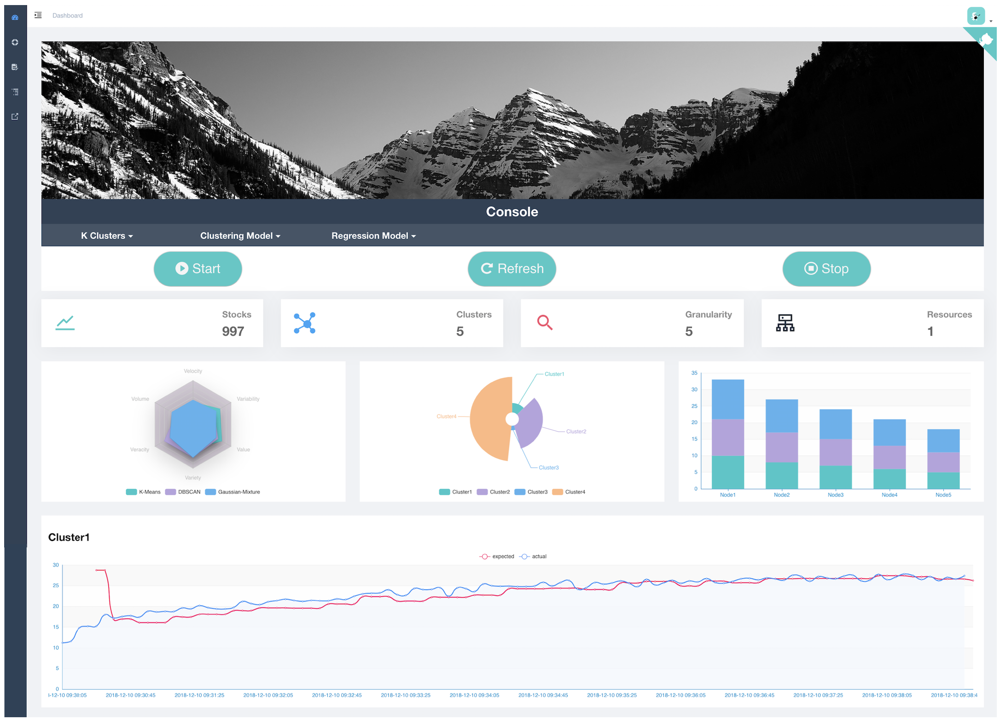 Dashboard
Console
K Clusters
Clustering Model
Regression Model
Start
Refresh
Stop
Stocks
997
Clusters
5
Granularity
5
Resources
1
Velocity
Volume
Variability
Veracity
Value
Variety
K-Means
DBSCAN
Gaussian-Mixture
Cluster1
Cluster4
Cluster2
Cluster3
Cluster1
Cluster2
Cluster3
Cluster4
35
30
25
20
15
10
5
0
Node1
Node2
Node3
Node4
Node5
Cluster1
expected
actual
30
25
20
15
10
5
0
-12-10 09:30:05
2018-12-10 09:30:45
2018-12-10 09:31:25
2018-12-10 09:32:05
2018-12-10 09:32:45
2018-12-10 09:33:25
2018-12-10 09:34:05
2018-12-10 09:34:45
2018-12-10 09:35:25
2018-12-10 09:36:05
2018-12-10 09:36:45
2018-12-10 09:37:25
2018-12-10 09:38:05
2018-12-10 09:38:4